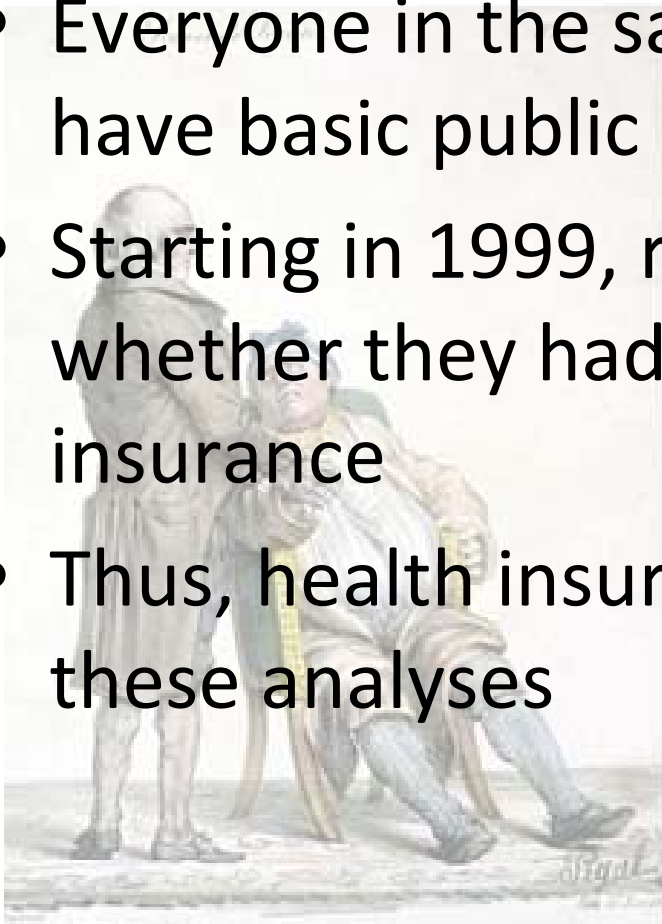 • Everyone in the sa
have basic public
• Starting in 1999, r
whether they had
insurance
• Thus, health insur
these analyses